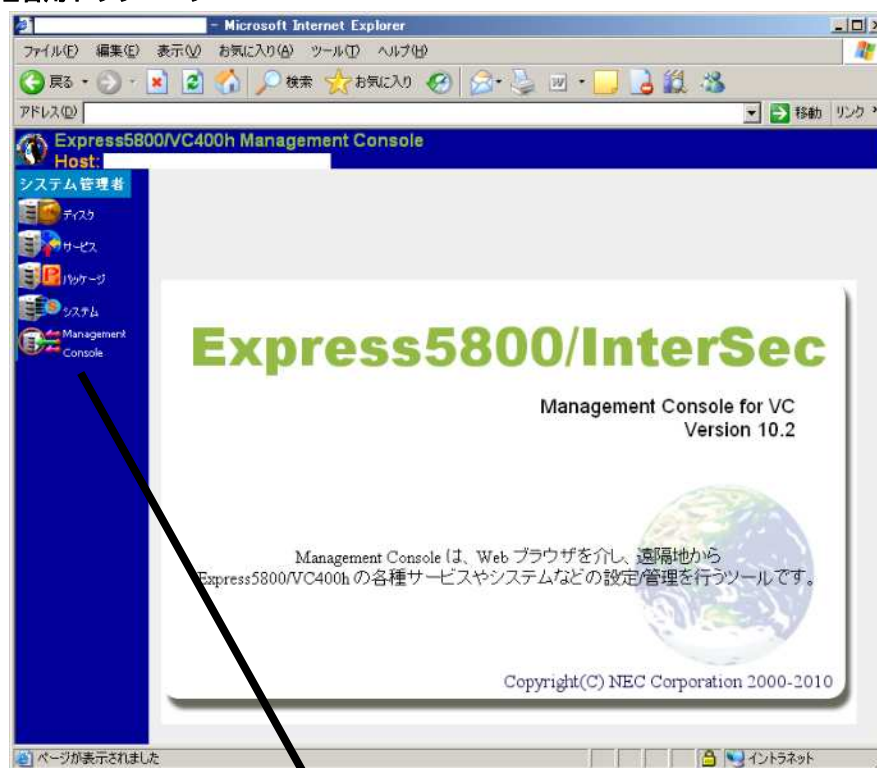 - Microsoft Internet Explorer
ファイル(F) 編集(E) 表示(V) お気に入り(A) ツール(T) ヘルプ(H)
戻る 検索 お気に入り
アドレス(D) 移動 リンク »
Express5800/VC400h Management Console
Host:
システム管理者
ディスク
サービス
パッケージ
システム
Management
Console
Express5800/InterSec
Management Console for VC
Version 10.2
Management Console は、Web ブラウザを介し、遠隔地から
Express5800/VC400h の各種サービスやシステムなどの設定/管理を行うツールです。
Copyright(C) NEC Corporation 2000-2010
ページが表示されました イントラネット